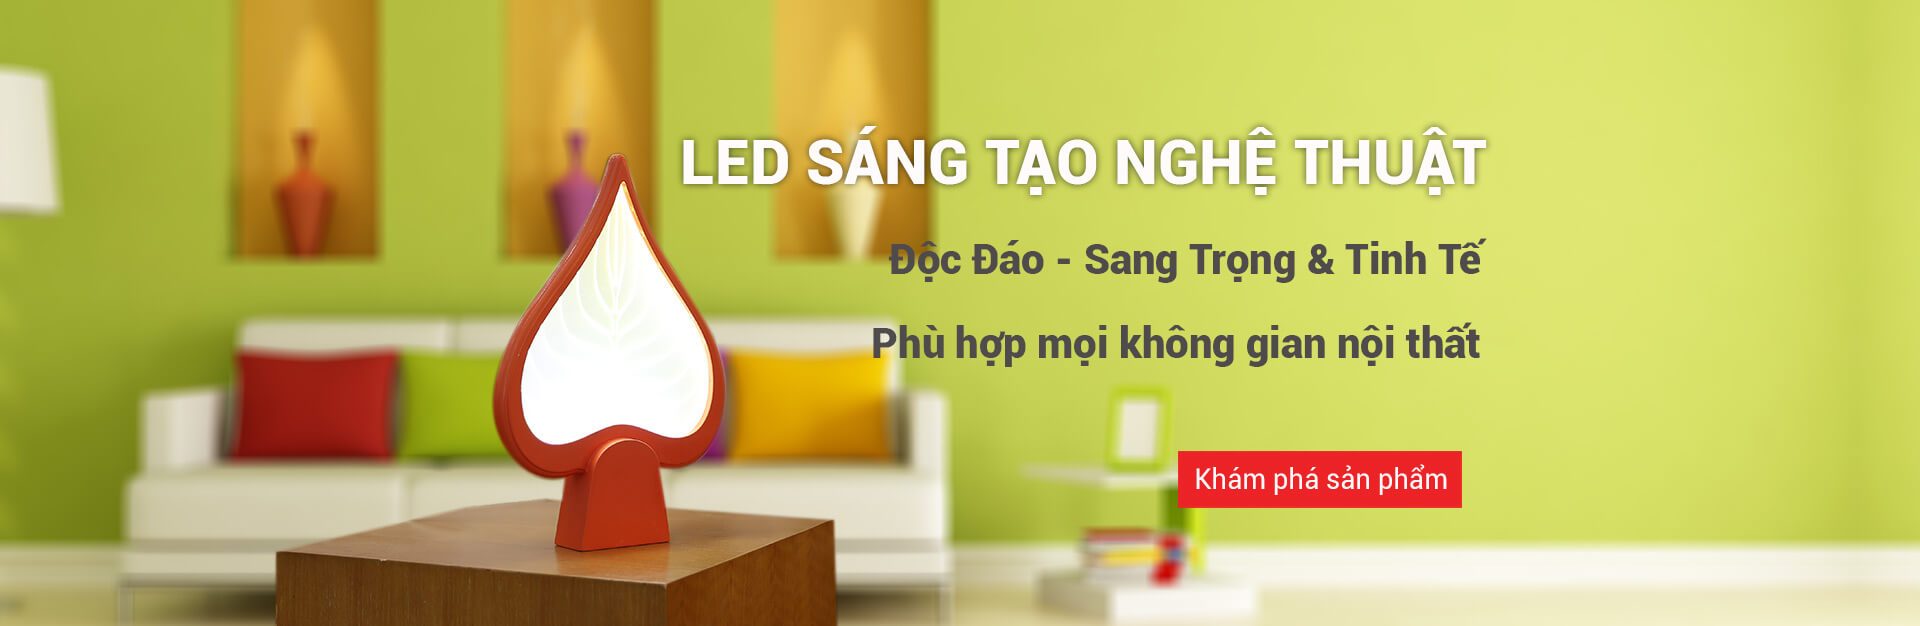 LED SÁNG TẠO NGHỆ THUẬT
Độc Đáo - Sang Trọng & Tinh Tế
Phù hợp mọi không gian nội thất
Khám phá sản phẩm